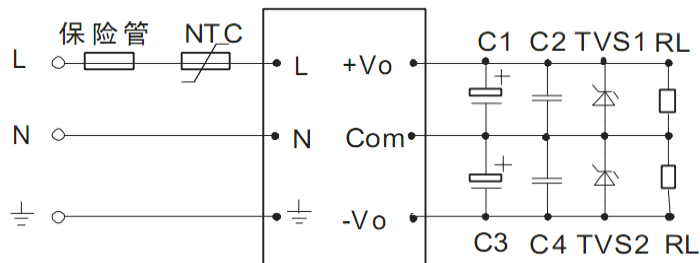 保险管 NTC C1 C2 TVS1 RL
L L +Vo
N N Com
-Vo
C3 C4 TVS2 RL